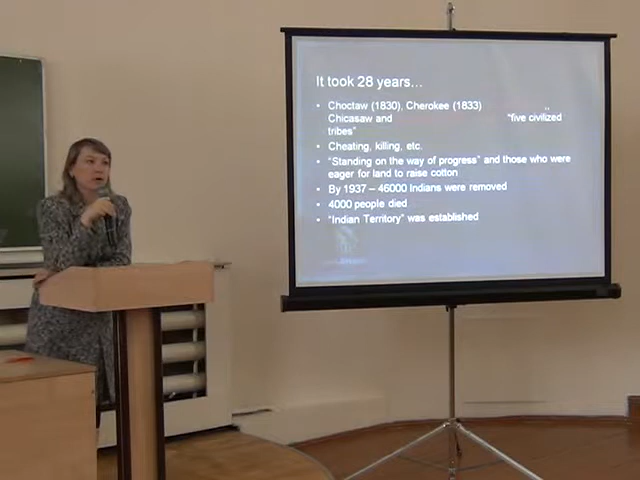 It took 28 years...
• Choctaw (1830), Cherokee (1833)
Chicasaw and "five civilized
tribes"
• Cheating, killing, etc.
• "Standing on the way of progress" and those who were
eager for land to raise cotton
• By 1937 – 46000 Indians were removed
• 4000 people died
• "Indian Territory" was established